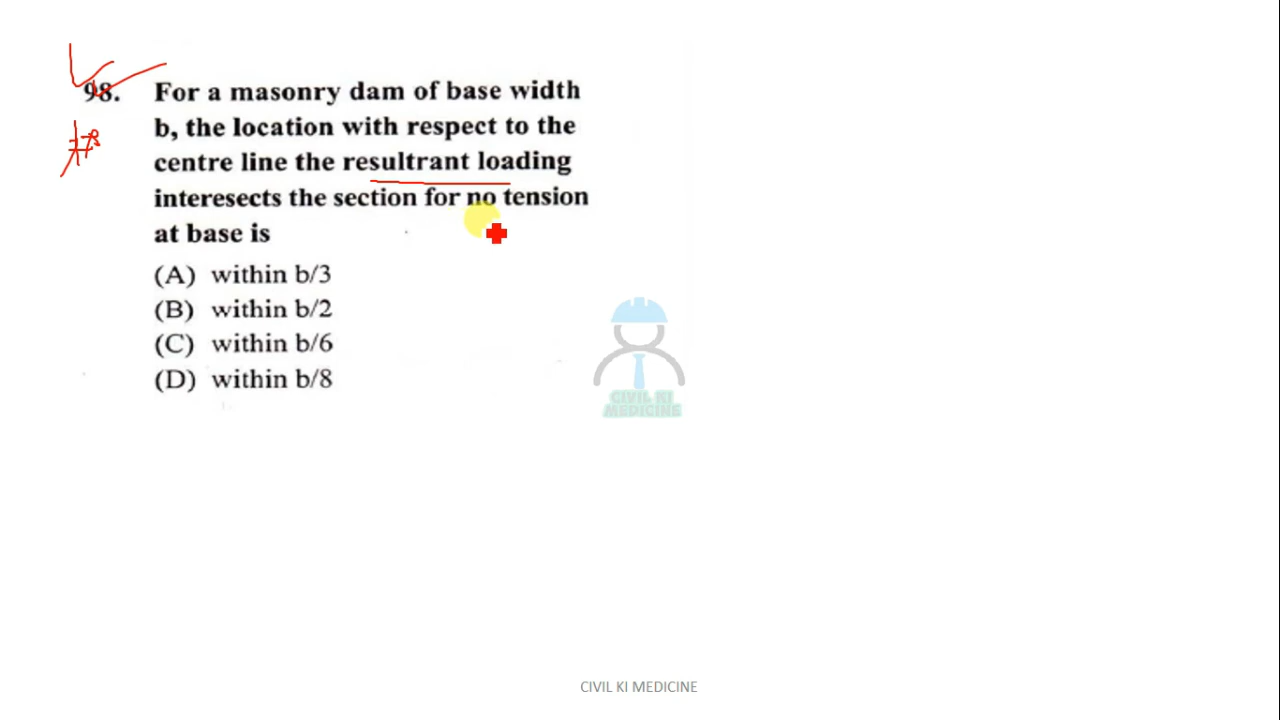 98. For a masonry dam of base width
b, the location with respect to the
centre line the resultrant loading
interesects the section for no tension
at base is
(A) within b/3
(B) within b/2
(C) within b/6
(D) within b/8
CIVIL KI
MEDICINE
CIVIL KI MEDICINE